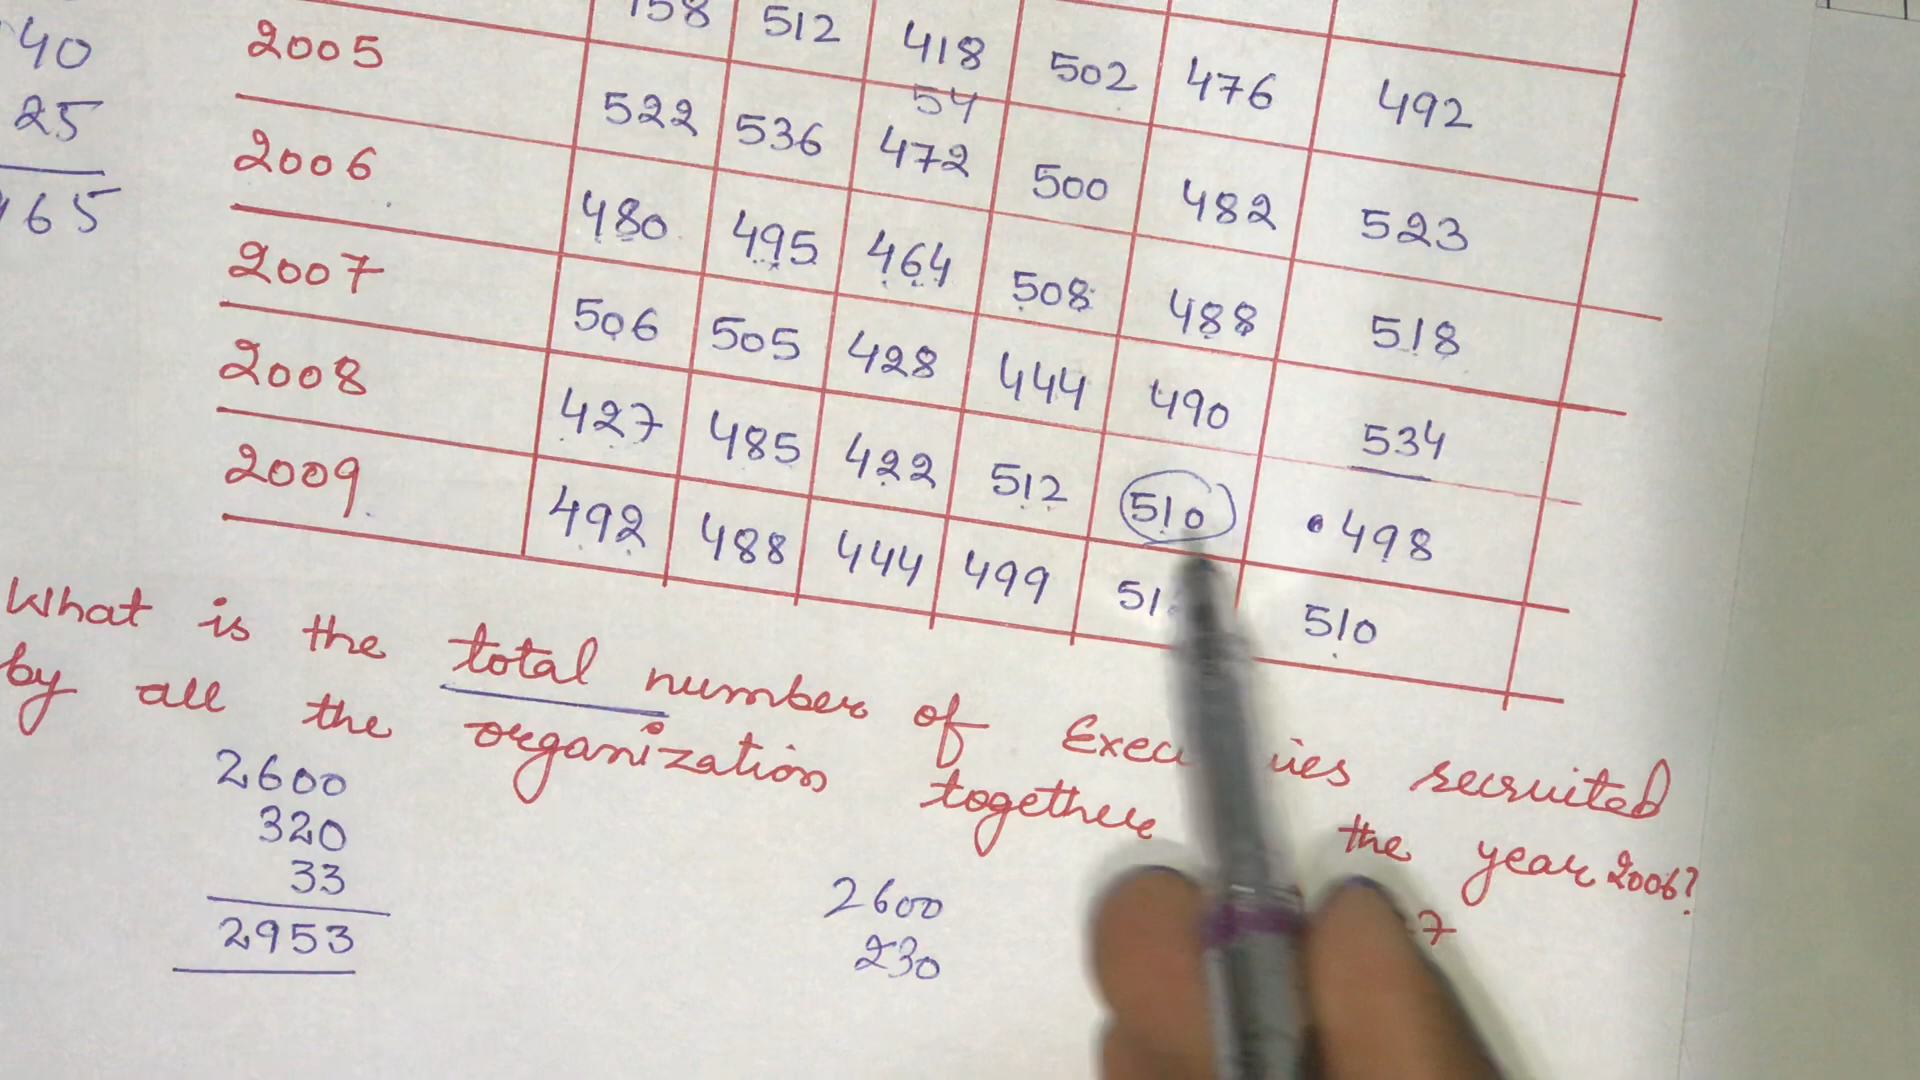 512 418 502 476 492
54
2005 522 536 472 500 482 523
2006 480 495 464 508 488 518
2007 506 505 428 444 490 534
2008 427 485 422 512 510 498
2009 492 488 444 499 510
40
25
165
What is the total number of recruited
by all the organization together the year 2006?
2600
320
33
2953
2600
230